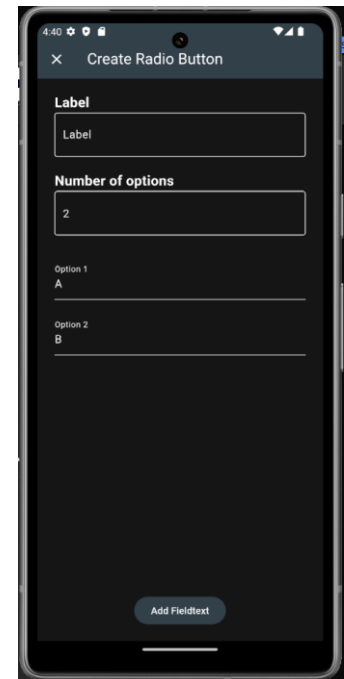 4:40
Create Radio Button
Label
Label
Number of options
2
Option 1
A
Option 2
B
Add Fieldtext